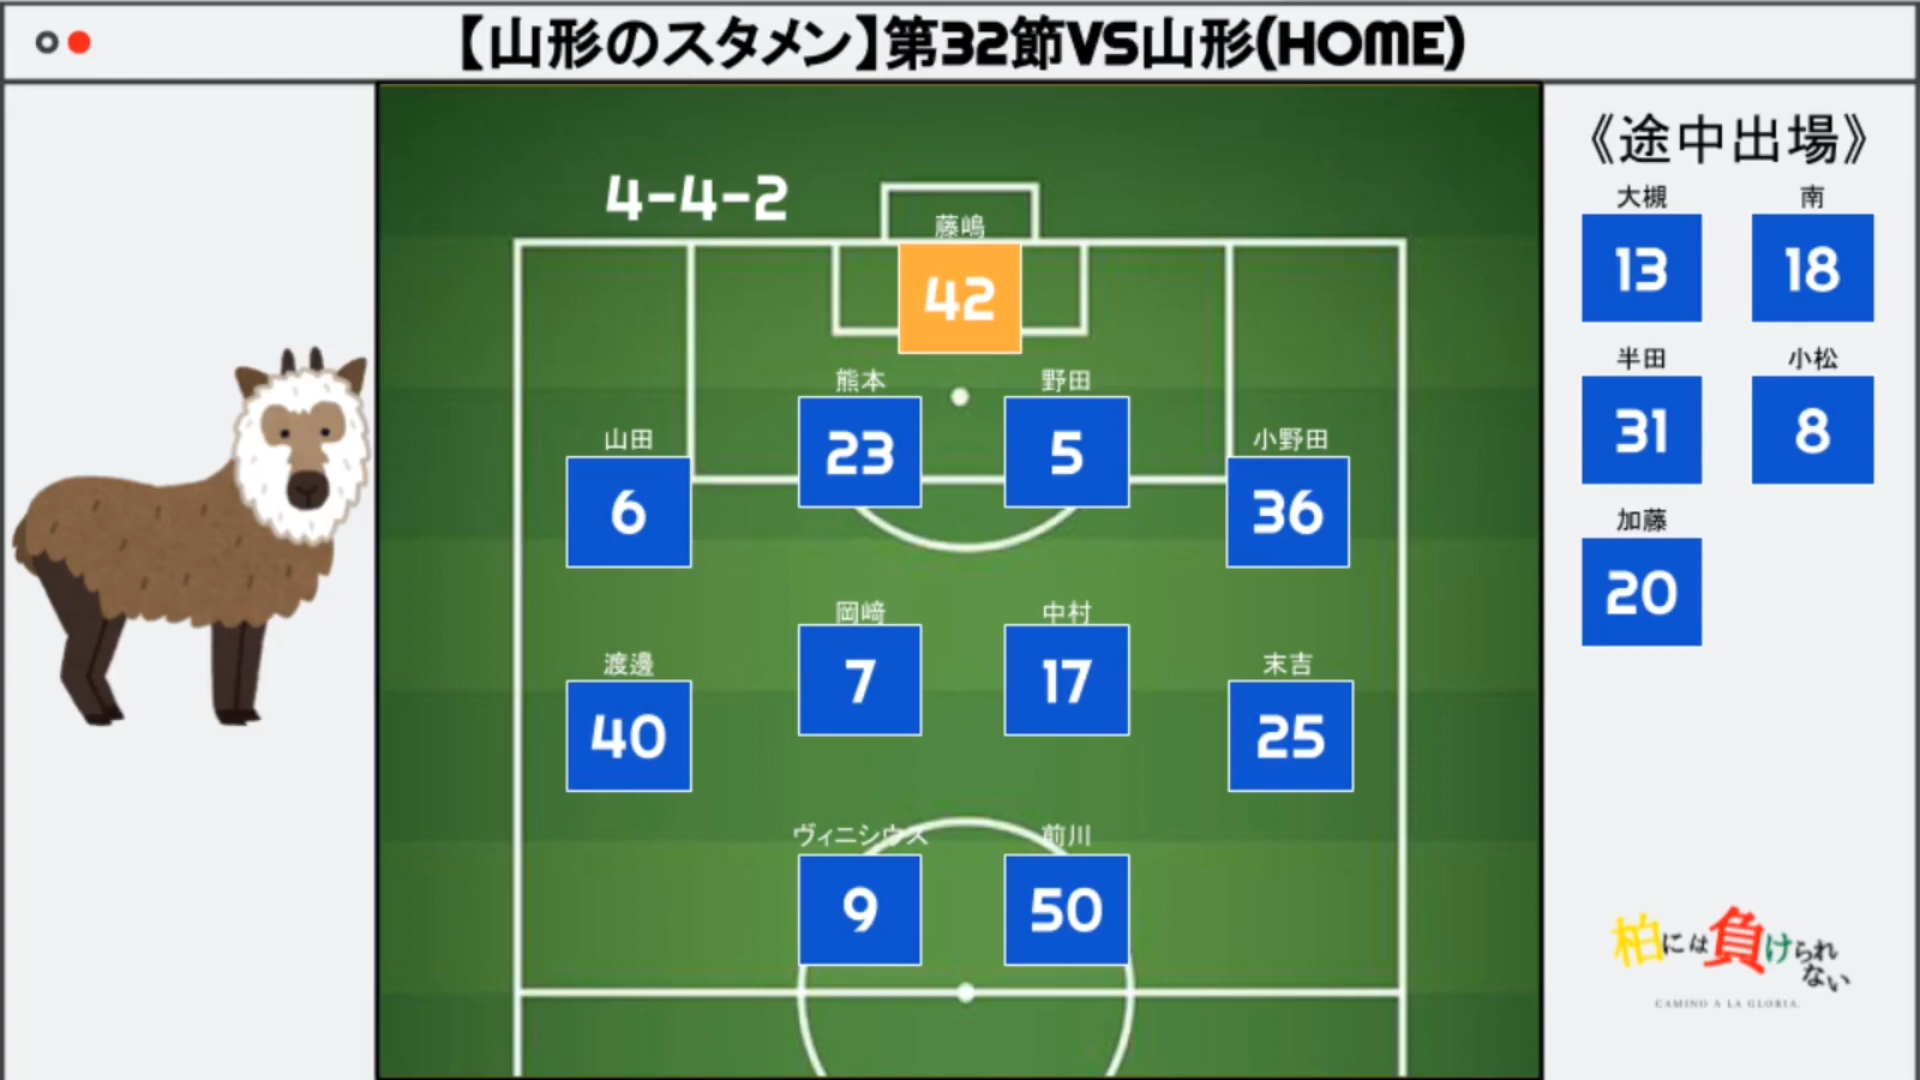 【山形のスタメン】第32節VS山形(HOME)
4-4-2
藤嶋
42
熊本
23
野田
5
山田
6
小野田
36
岡﨑
7
中村
17
渡邊
40
末吉
25
ヴィニシウス
9
前川
50
《途中出場》
大槻
13
南
18
半田
31
小松
8
加藤
20
柏には負けられない
CAMINO A LA GLORIA.